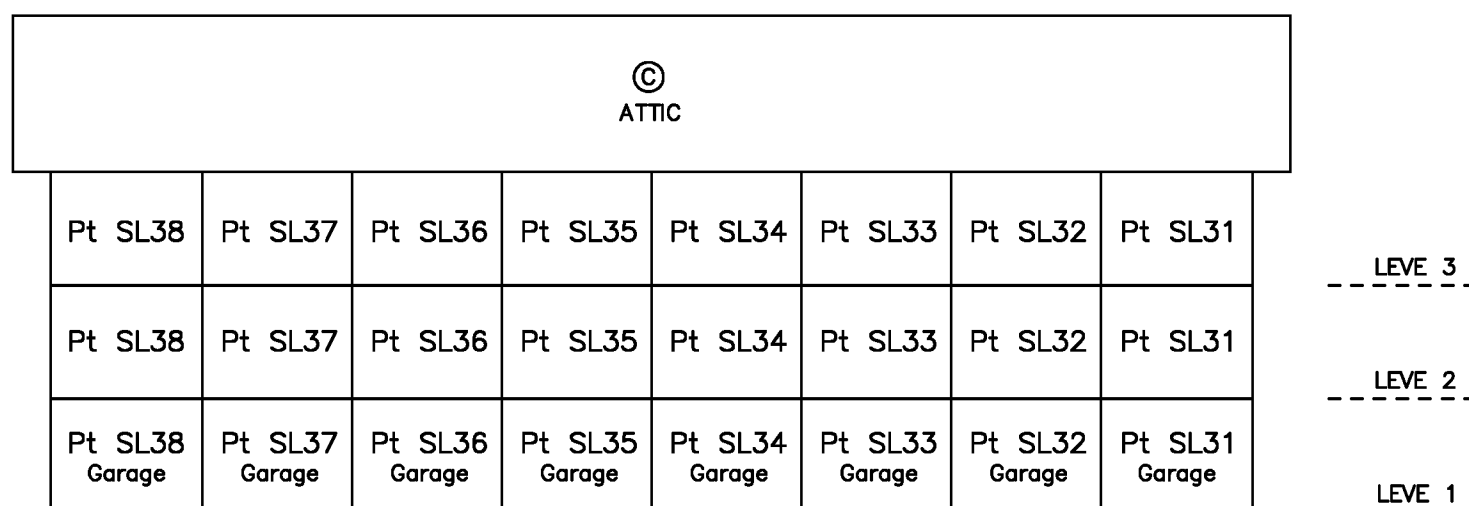 ©
ATTIC
Pt SL38 Pt SL37 Pt SL36 Pt SL35 Pt SL34 Pt SL33 Pt SL32 Pt SL31
LEVE 3
Pt SL38 Pt SL37 Pt SL36 Pt SL35 Pt SL34 Pt SL33 Pt SL32 Pt SL31
LEVE 2
Pt SL38 Pt SL37 Pt SL36 Pt SL35 Pt SL34 Pt SL33 Pt SL32 Pt SL31
Garage Garage Garage Garage Garage Garage Garage Garage
LEVE 1